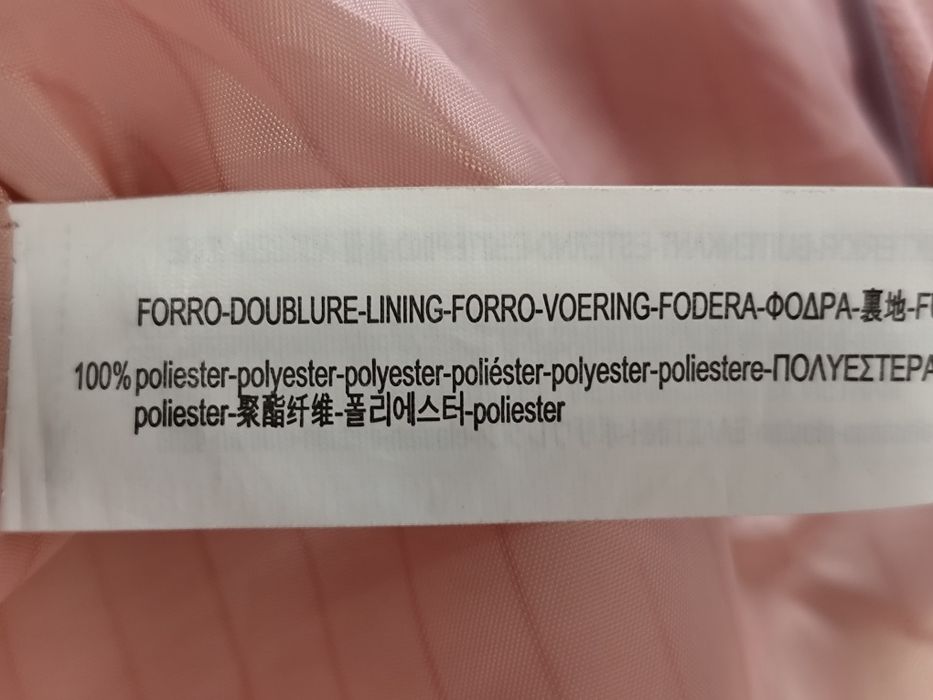 FORRO-DOUBLURE-LINING-FORRO-VOERING-FODERA-ΦΟΔΡΑ-裏地-F
100% poliester-polyester-polyester-poliéster-polyester-poliestere-ΠΟΛΥΕΣΤΕΡΑ
poliester-聚酯纤维-폴리에스터-poliester